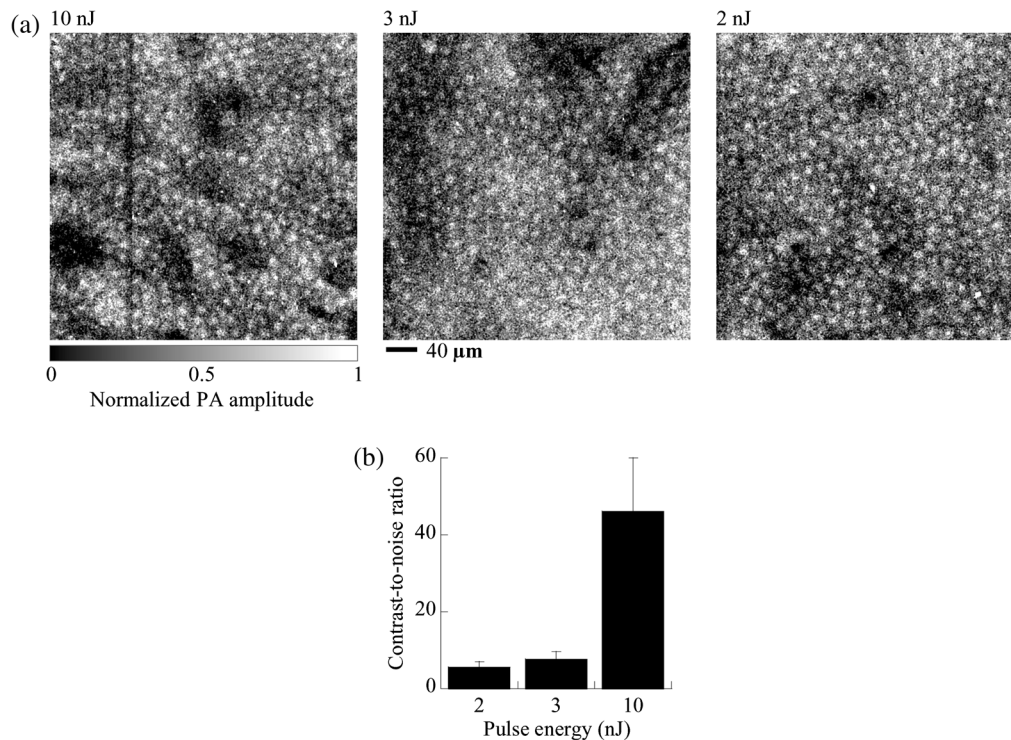 (a)
10 nJ
3 nJ
2 nJ
0
0.5
1
Normalized PA amplitude
40 µm
(b)
Contrast-to-noise ratio
60
40
20
0
2
3
10
Pulse energy (nJ)